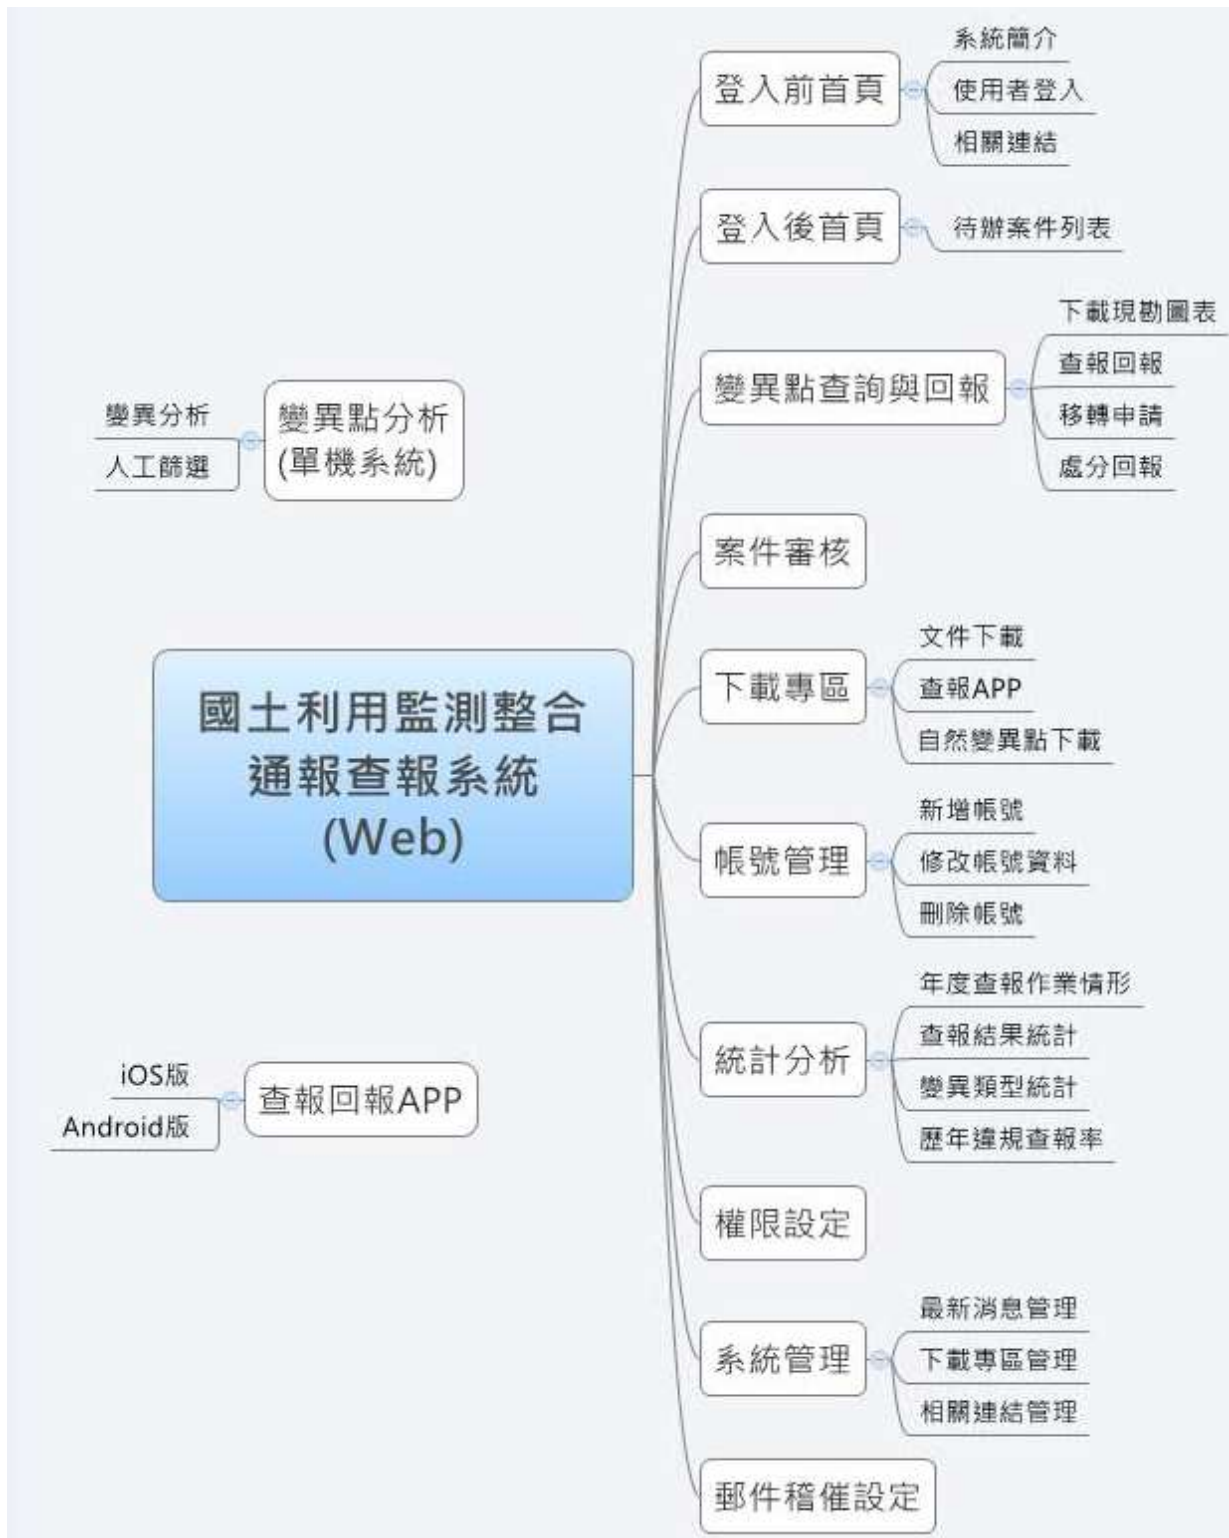 系統簡介
登入前首頁
使用者登入
相關連結
登入後首頁
待辦案件列表
下載現勘圖表
變異點查詢與回報
查報回報
移轉申請
處分回報
變異分析
變異點分析
(單機系統)
人工篩選
案件審核
文件下載
下載專區
查報APP
自然變異點下載
國土利用監測整合
通報查報系統
(Web)
新增帳號
帳號管理
修改帳號資料
刪除帳號
年度查報作業情形
統計分析
查報結果統計
變異類型統計
歷年違規查報率
iOS版
查報回報APP
Android版
權限設定
最新消息管理
系統管理
下載專區管理
相關連結管理
郵件稽催設定